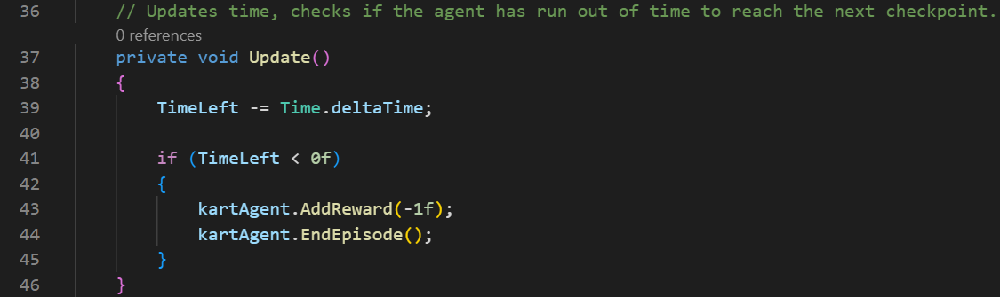 36 // Updates time, checks if the agent has run out of time to reach the next checkpoint.
0 references
37 private void Update()
38 {
39 TimeLeft -= Time.deltaTime;
40
41 if (TimeLeft < 0f)
42 {
43 kartAgent.AddReward(-1f);
44 kartAgent.EndEpisode();
45 }
46 }